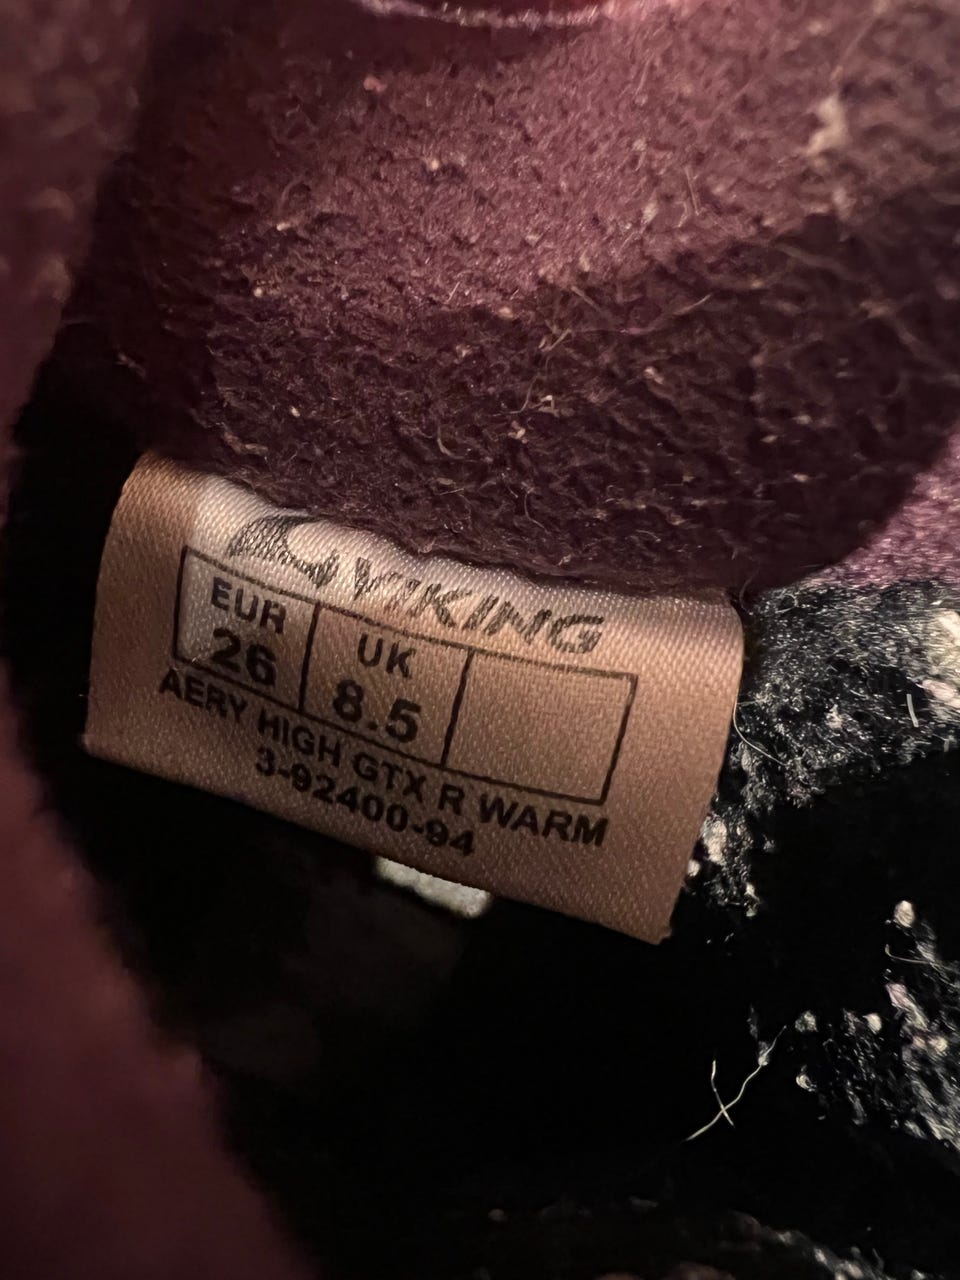 VIKING
EUR UK
26 8.5
AERY HIGH GTX R WARM
3-92400-94